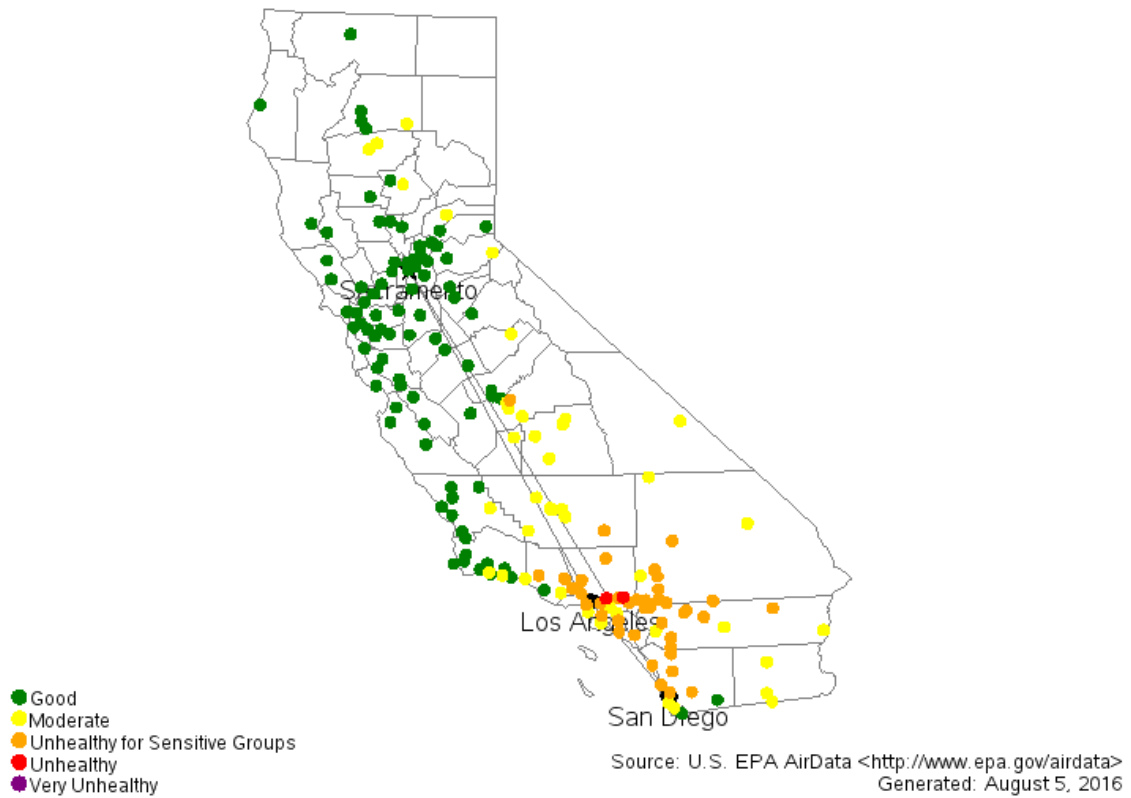 Sacramento
Los Angeles
San Diego
Good
Moderate
Unhealthy for Sensitive Groups
Unhealthy
Very Unhealthy
Source: U.S. EPA AirData <http://www.epa.gov/airdata>
Generated: August 5, 2016